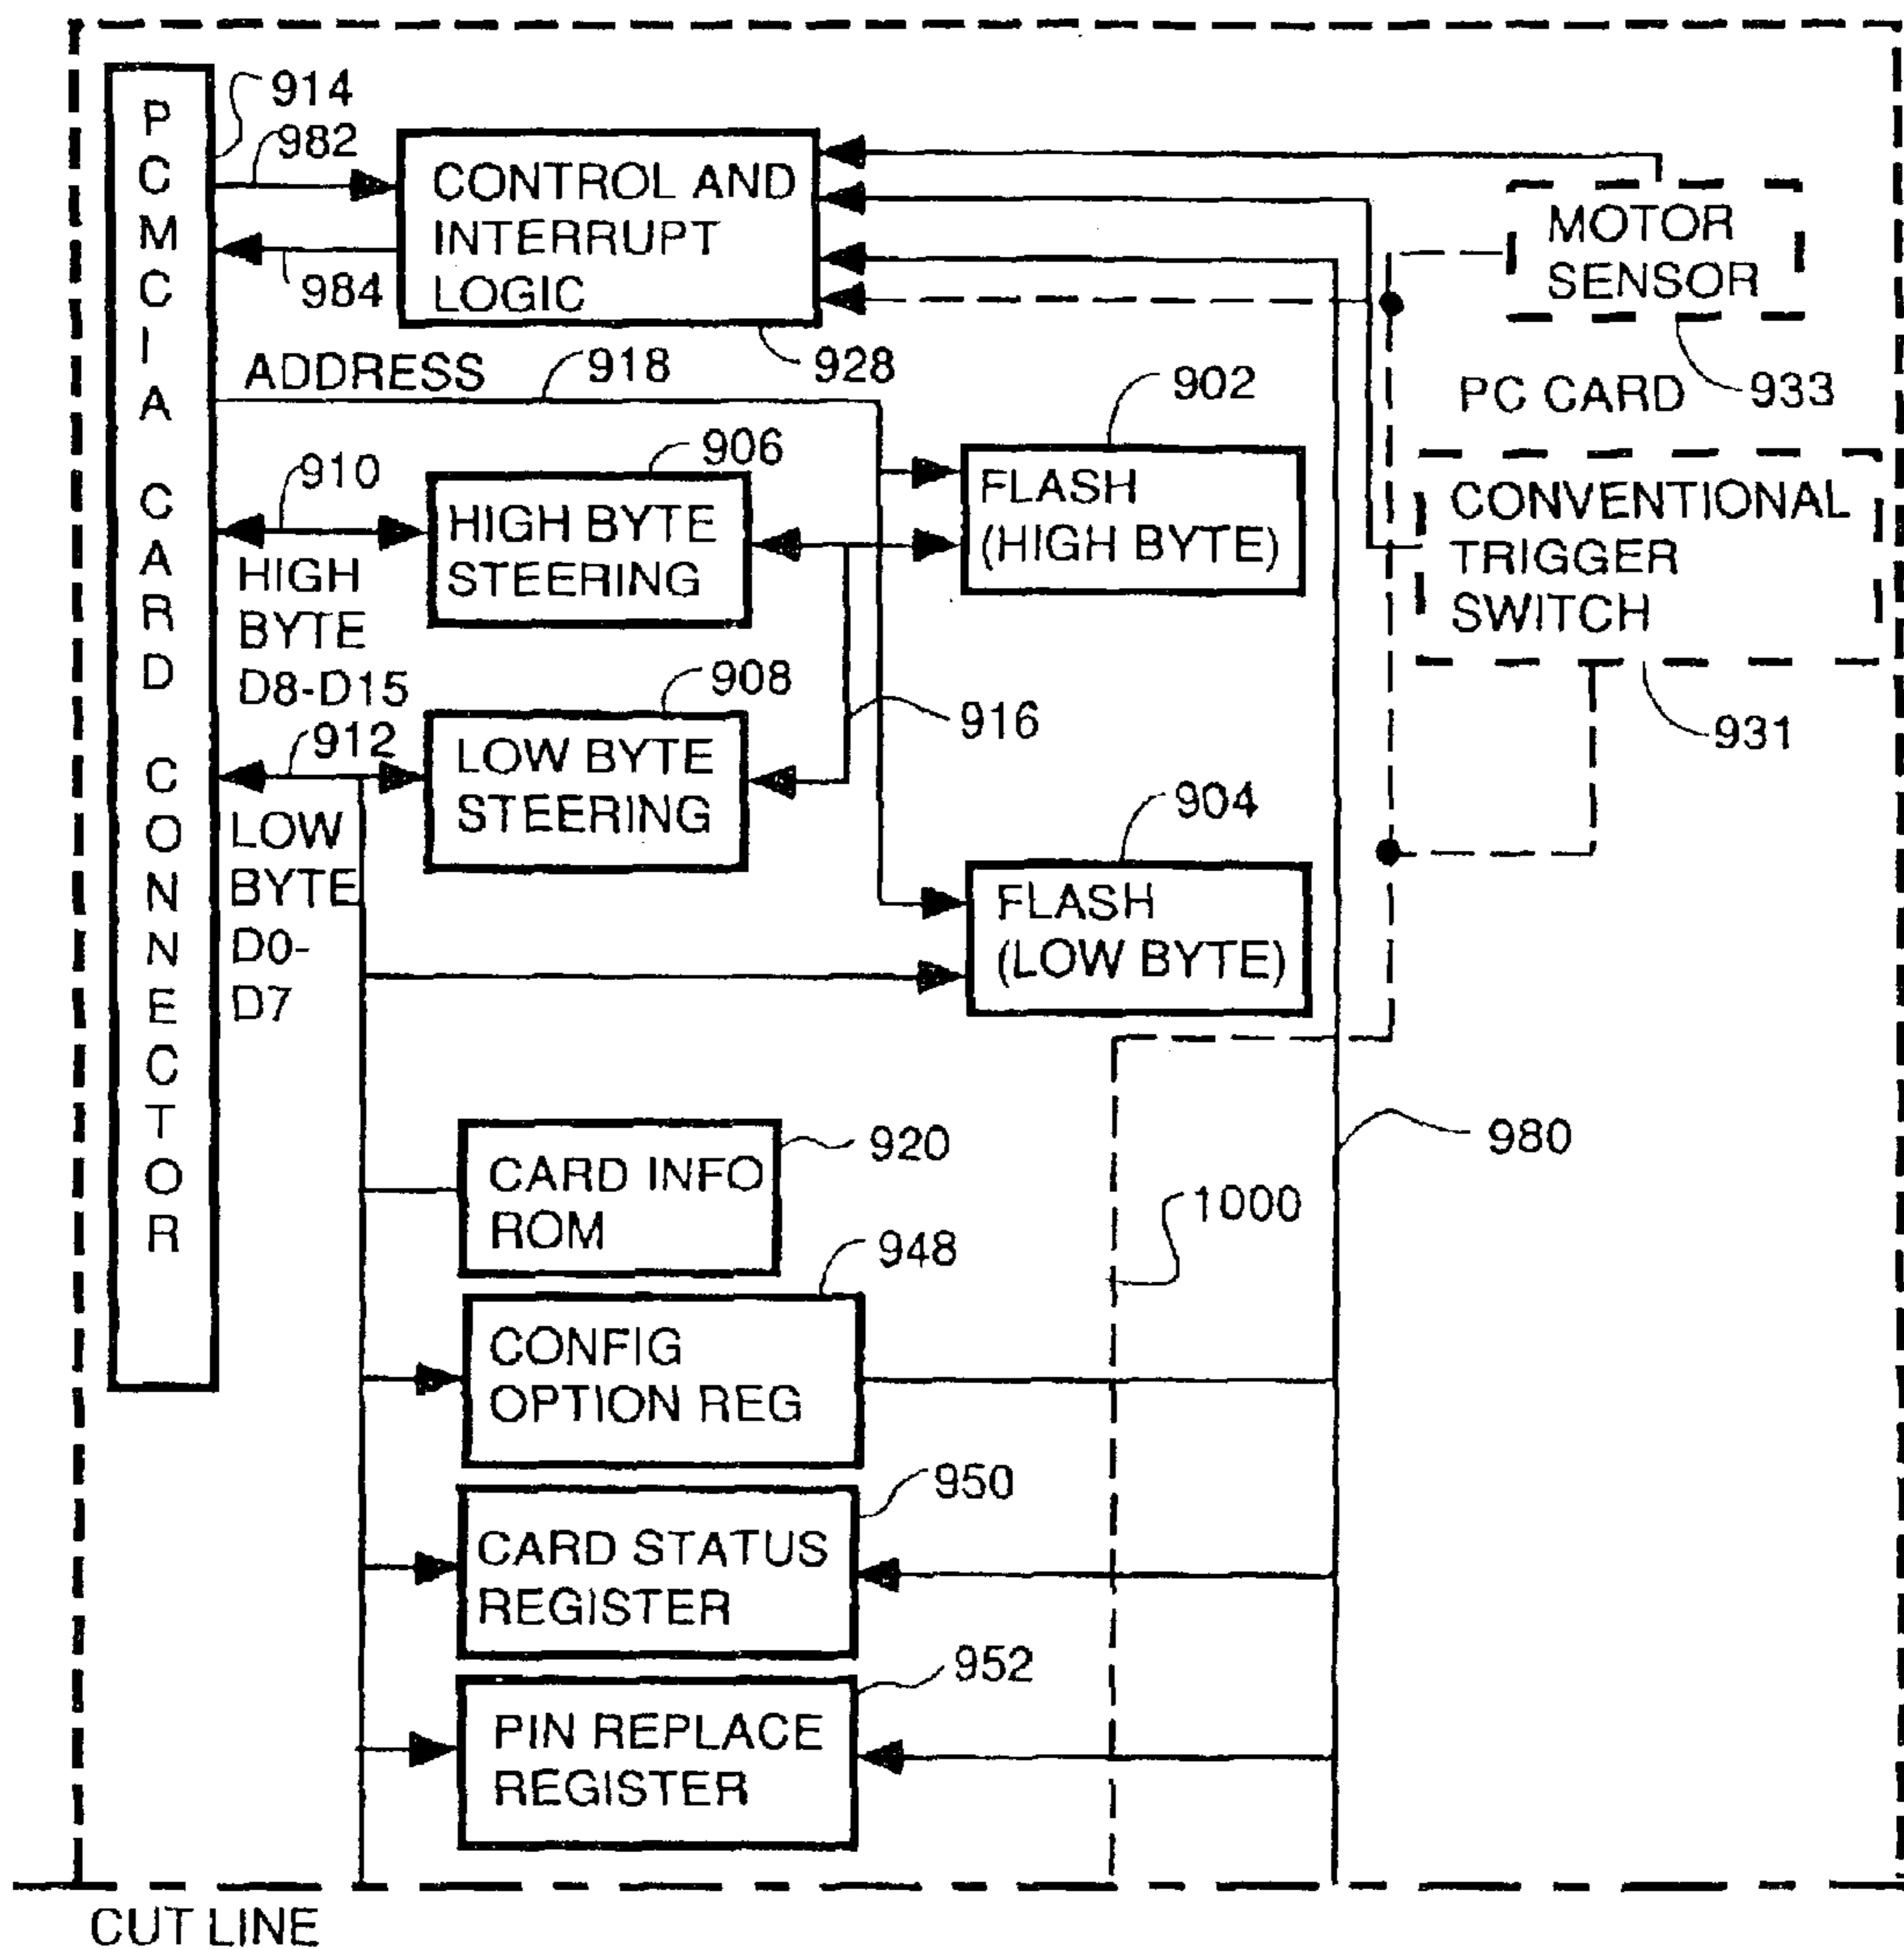 PCMCIA CARD CONNECTOR
914
982
CONTROL AND
INTERRUPT
LOGIC
984
928
MOTOR
SENSOR
933
PC CARD
ADDRESS
918
902
906
910
HIGH BYTE
STEERING
FLASH
(HIGH BYTE)
CONVENTIONAL
TRIGGER
SWITCH
931
HIGH
BYTE
D8-D15
908
916
912
LOW BYTE
STEERING
904
LOW
BYTE
D0-
D7
FLASH
(LOW BYTE)
980
920
CARD INFO
ROM
1000
948
CONFIG
OPTION REG
950
CARD STATUS
REGISTER
952
PIN REPLACE
REGISTER
CUT LINE